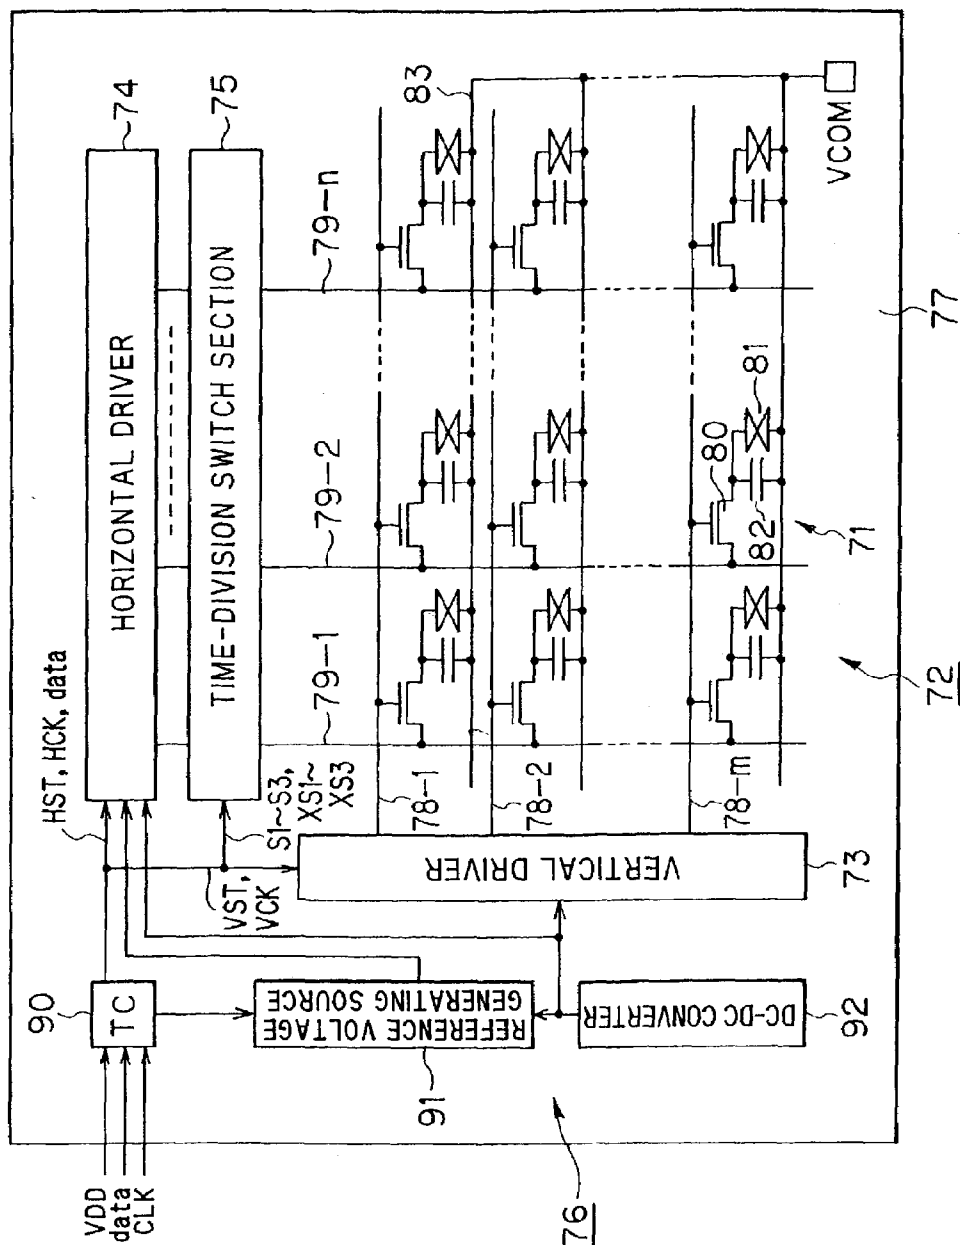 HORIZONTAL DRIVER
74
TIME-DIVISION SWITCH SECTION
75
HST, HCK, data
S1~S3,
XS1~
XS3
VST,
VCK
79-1
79-2
79-n
83
78-1
78-2
78-m
VERTICAL DRIVER
73
90
TC
REFERENCE VOLTAGE
GENERATING SOURCE
91
DC-DC CONVERTER
92
VDD
data
CLK
76
80
81
82
71
72
77
VCOM